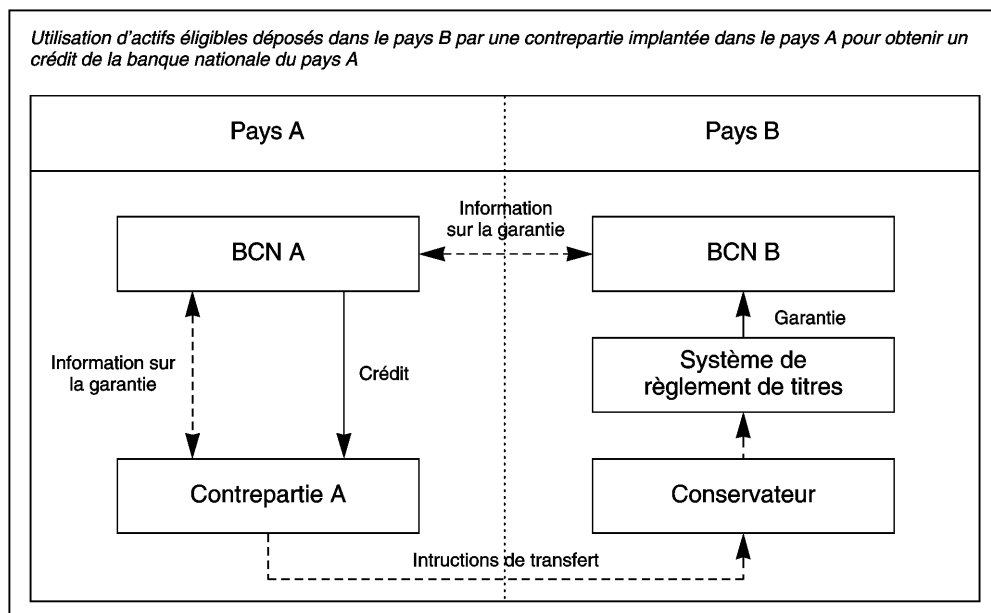 Utilisation d'actifs éligibles déposés dans le pays B par une contrepartie implantée dans le pays A pour obtenir un
crédit de la banque nationale du pays A
Pays A
Pays B
Information
sur la garantie
BCN A
BCN B
Garantie
Information sur
la garantie
Crédit
Système de
règlement de titres
Contrepartie A
Conservateur
Intructions de transfert